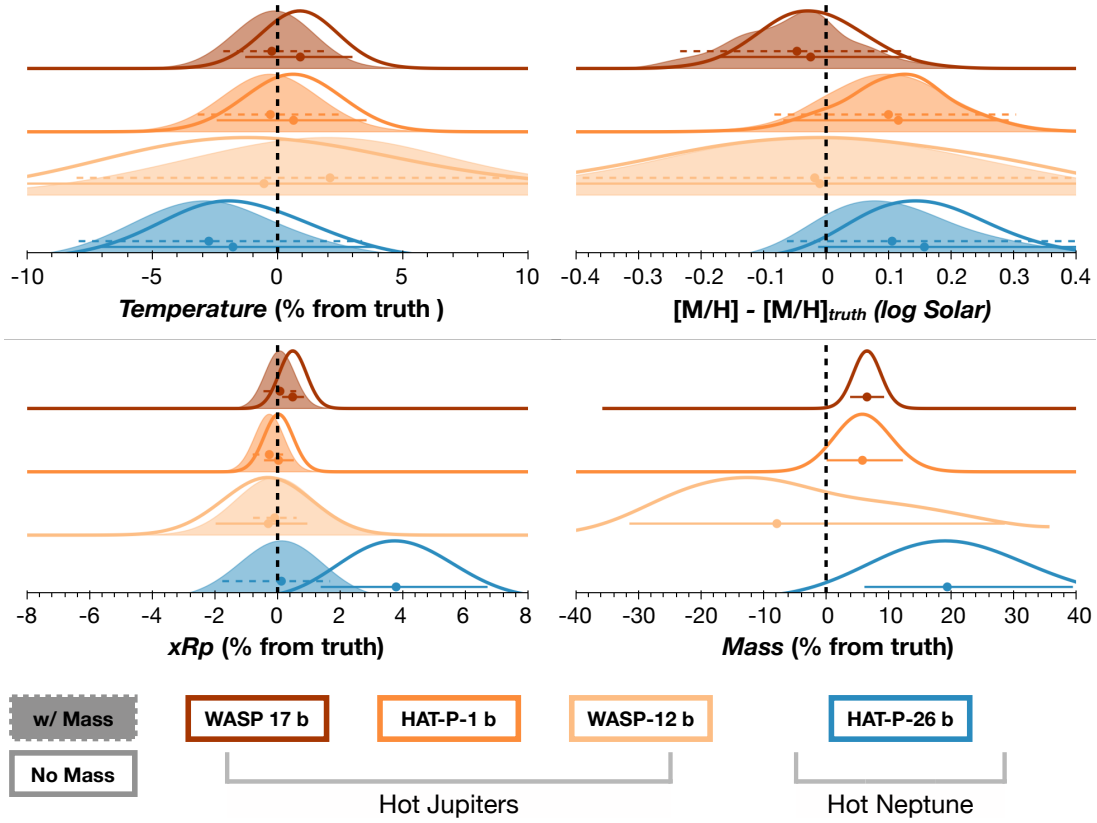 -10 -5 0 5 10
Temperature (% from truth )
-0.4 -0.3 -0.2 -0.1 0 0.1 0.2 0.3 0.4
[M/H] - [M/H]truth (log Solar)
-8 -6 -4 -2 0 2 4 6 8
xRp (% from truth)
-40 -30 -20 -10 0 10 20 30 40
Mass (% from truth)
w/ Mass
No Mass
WASP 17 b
HAT-P-1 b
WASP-12 b
HAT-P-26 b
Hot Jupiters
Hot Neptune